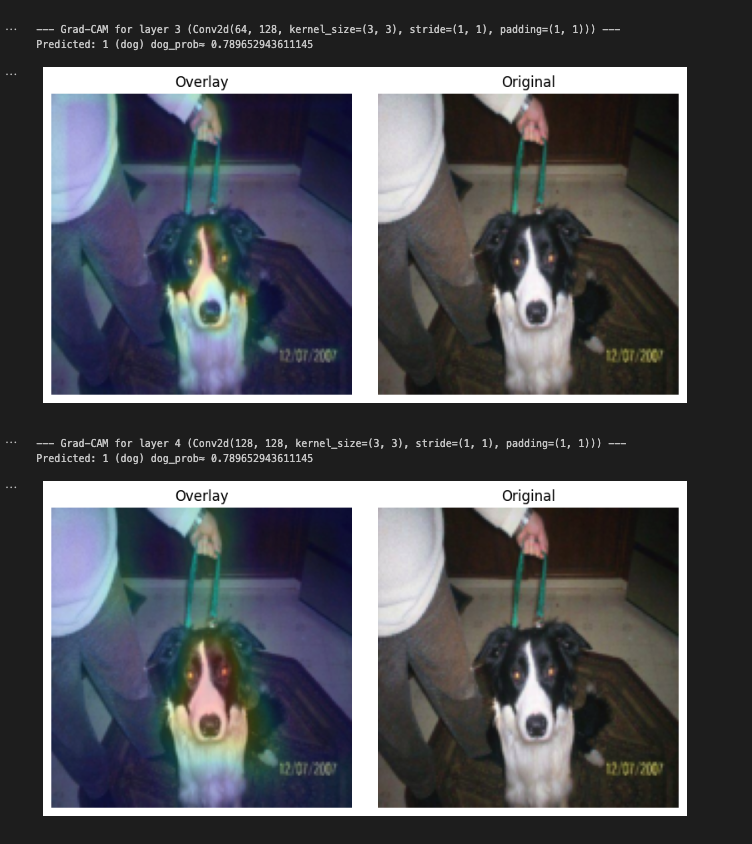 ... --- Grad-CAM for layer 3 (Conv2d(64, 128, kernel_size=(3, 3), stride=(1, 1), padding=(1, 1))) ---
Predicted: 1 (dog) dog_prob≈ 0.789652943611145
...
Overlay Original
12/07/2007 12/07/2007
... --- Grad-CAM for layer 4 (Conv2d(128, 128, kernel_size=(3, 3), stride=(1, 1), padding=(1, 1))) ---
Predicted: 1 (dog) dog_prob≈ 0.789652943611145
...
Overlay Original
12/07/2007 12/07/2007